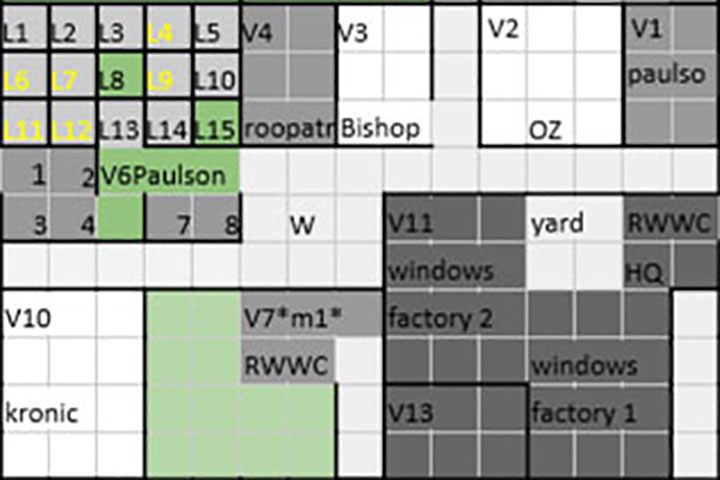 L1 L2 L3 L4 L5 V4 V3 V2 V1
L6 L7 L8 L9 L10 paulso
L11 L12 L13 L14 L15 roopatr Bishop OZ
1 2 V6Paulson
3 4 7 8 W V11 yard RWWC
windows HQ
V10 V7*m1* factory 2
RWWC windows
kronic V13 factory 1